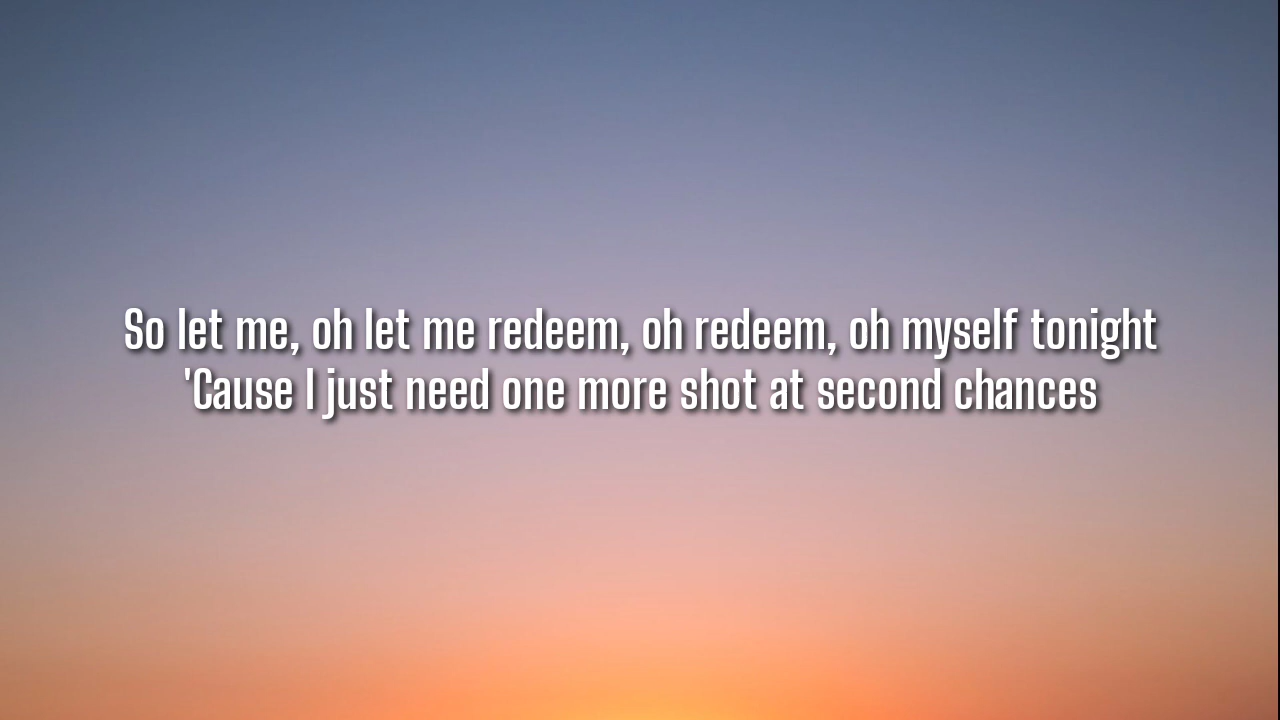 So let me, oh let me redeem, oh redeem, oh myself tonight
'Cause I just need one more shot at second chances